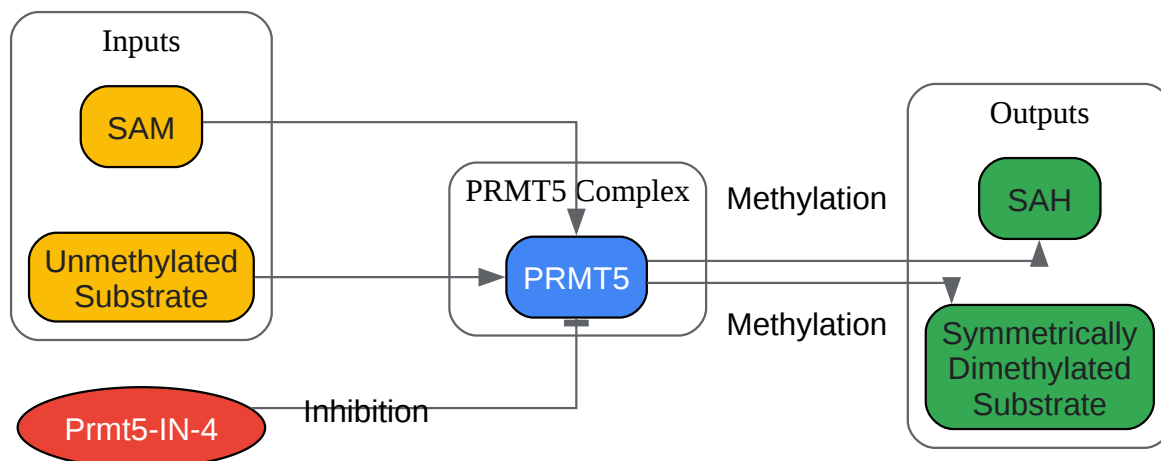 Inputs
SAM
Unmethylated
Substrate
Prmt5-IN-4
Inhibition
PRMT5 Complex
PRMT5
Methylation
Methylation
Outputs
SAH
Symmetrically
Dimethylated
Substrate